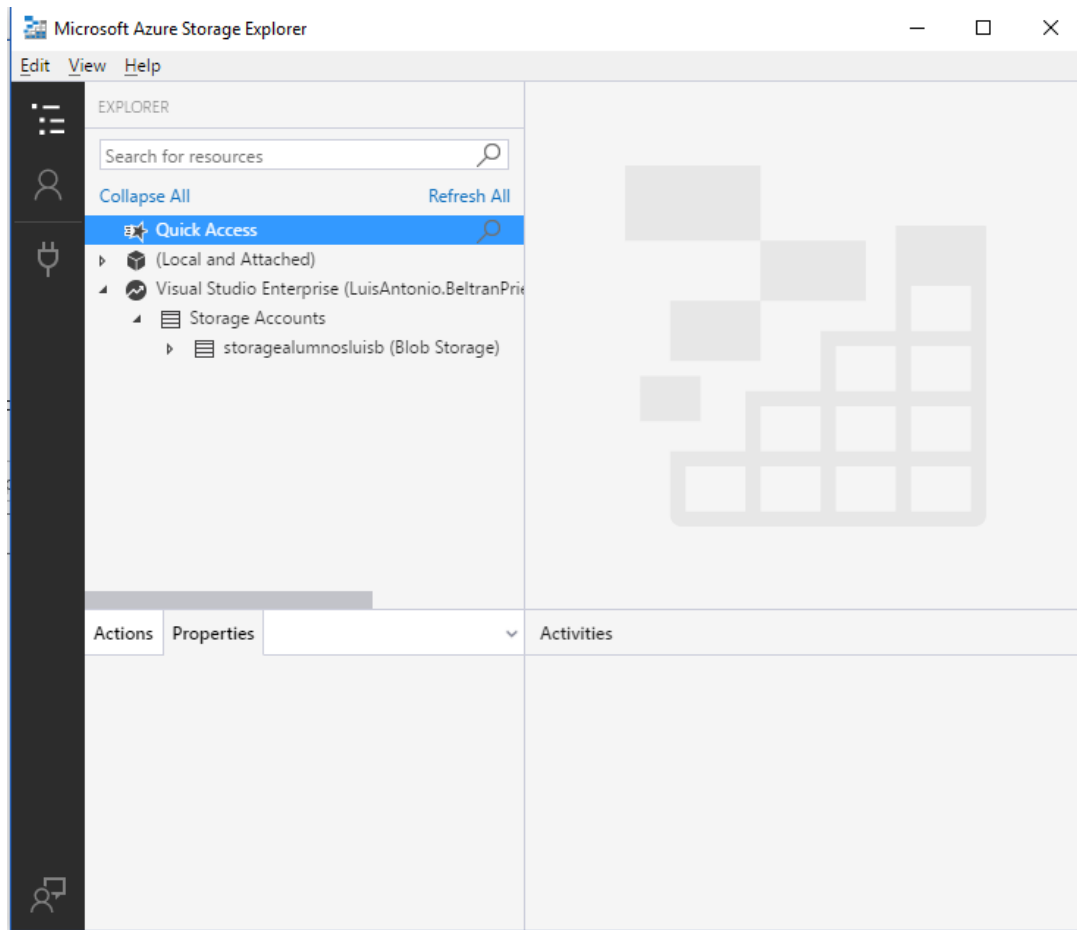 Microsoft Azure Storage Explorer
Edit View Help
EXPLORER
Search for resources
Collapse All Refresh All
Quick Access
(Local and Attached)
Visual Studio Enterprise (LuisAntonio.BeltranPrie
Storage Accounts
storagealumnosluisb (Blob Storage)
Actions Properties Activities